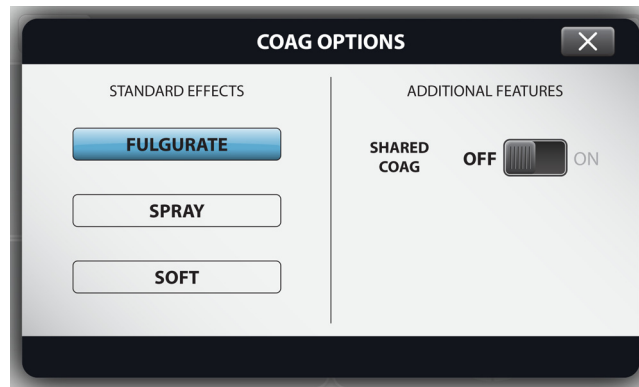 COAG OPTIONS
STANDARD EFFECTS
FULGURATE
SPRAY
SOFT
ADDITIONAL FEATURES
SHARED
COAG
OFF
ON